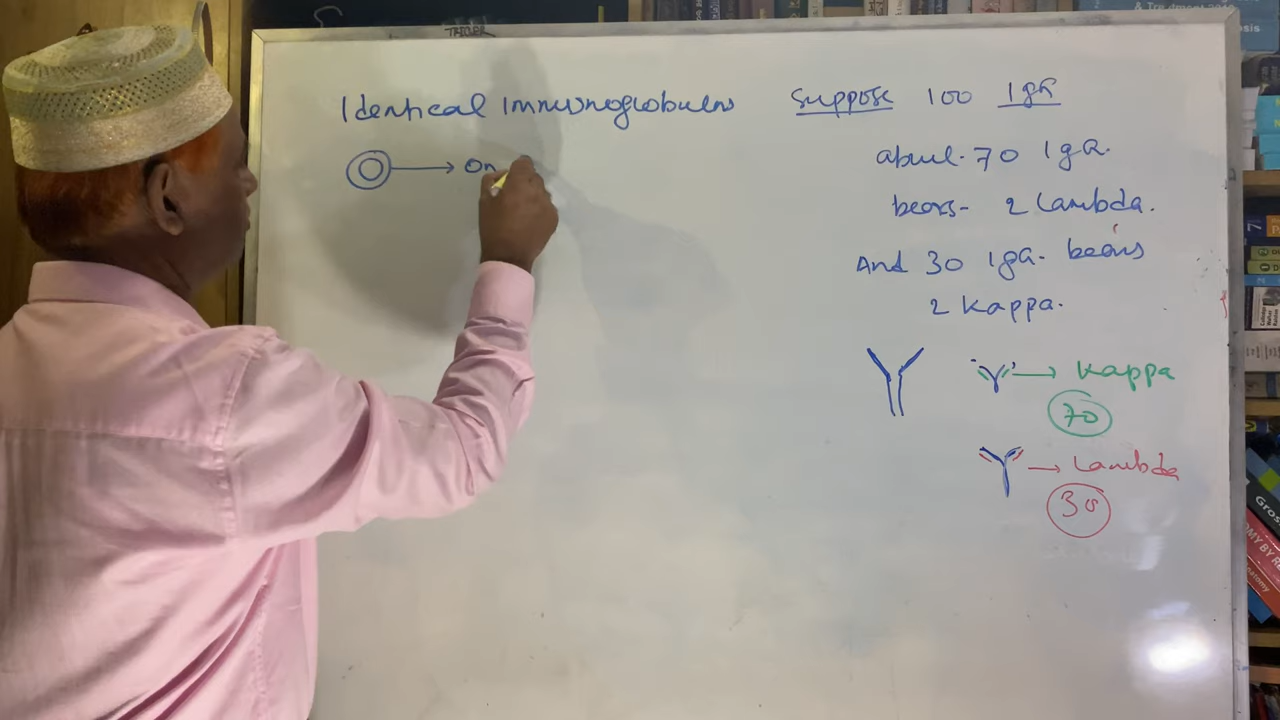 Identical Immunoglobulins
On
Suppose 100 IgA
about 70 IgA.
bears- 2 Lambda.
And 30 IgA. bears
2 Kappa.
Kappa
70
Lambda
30
TRIGER